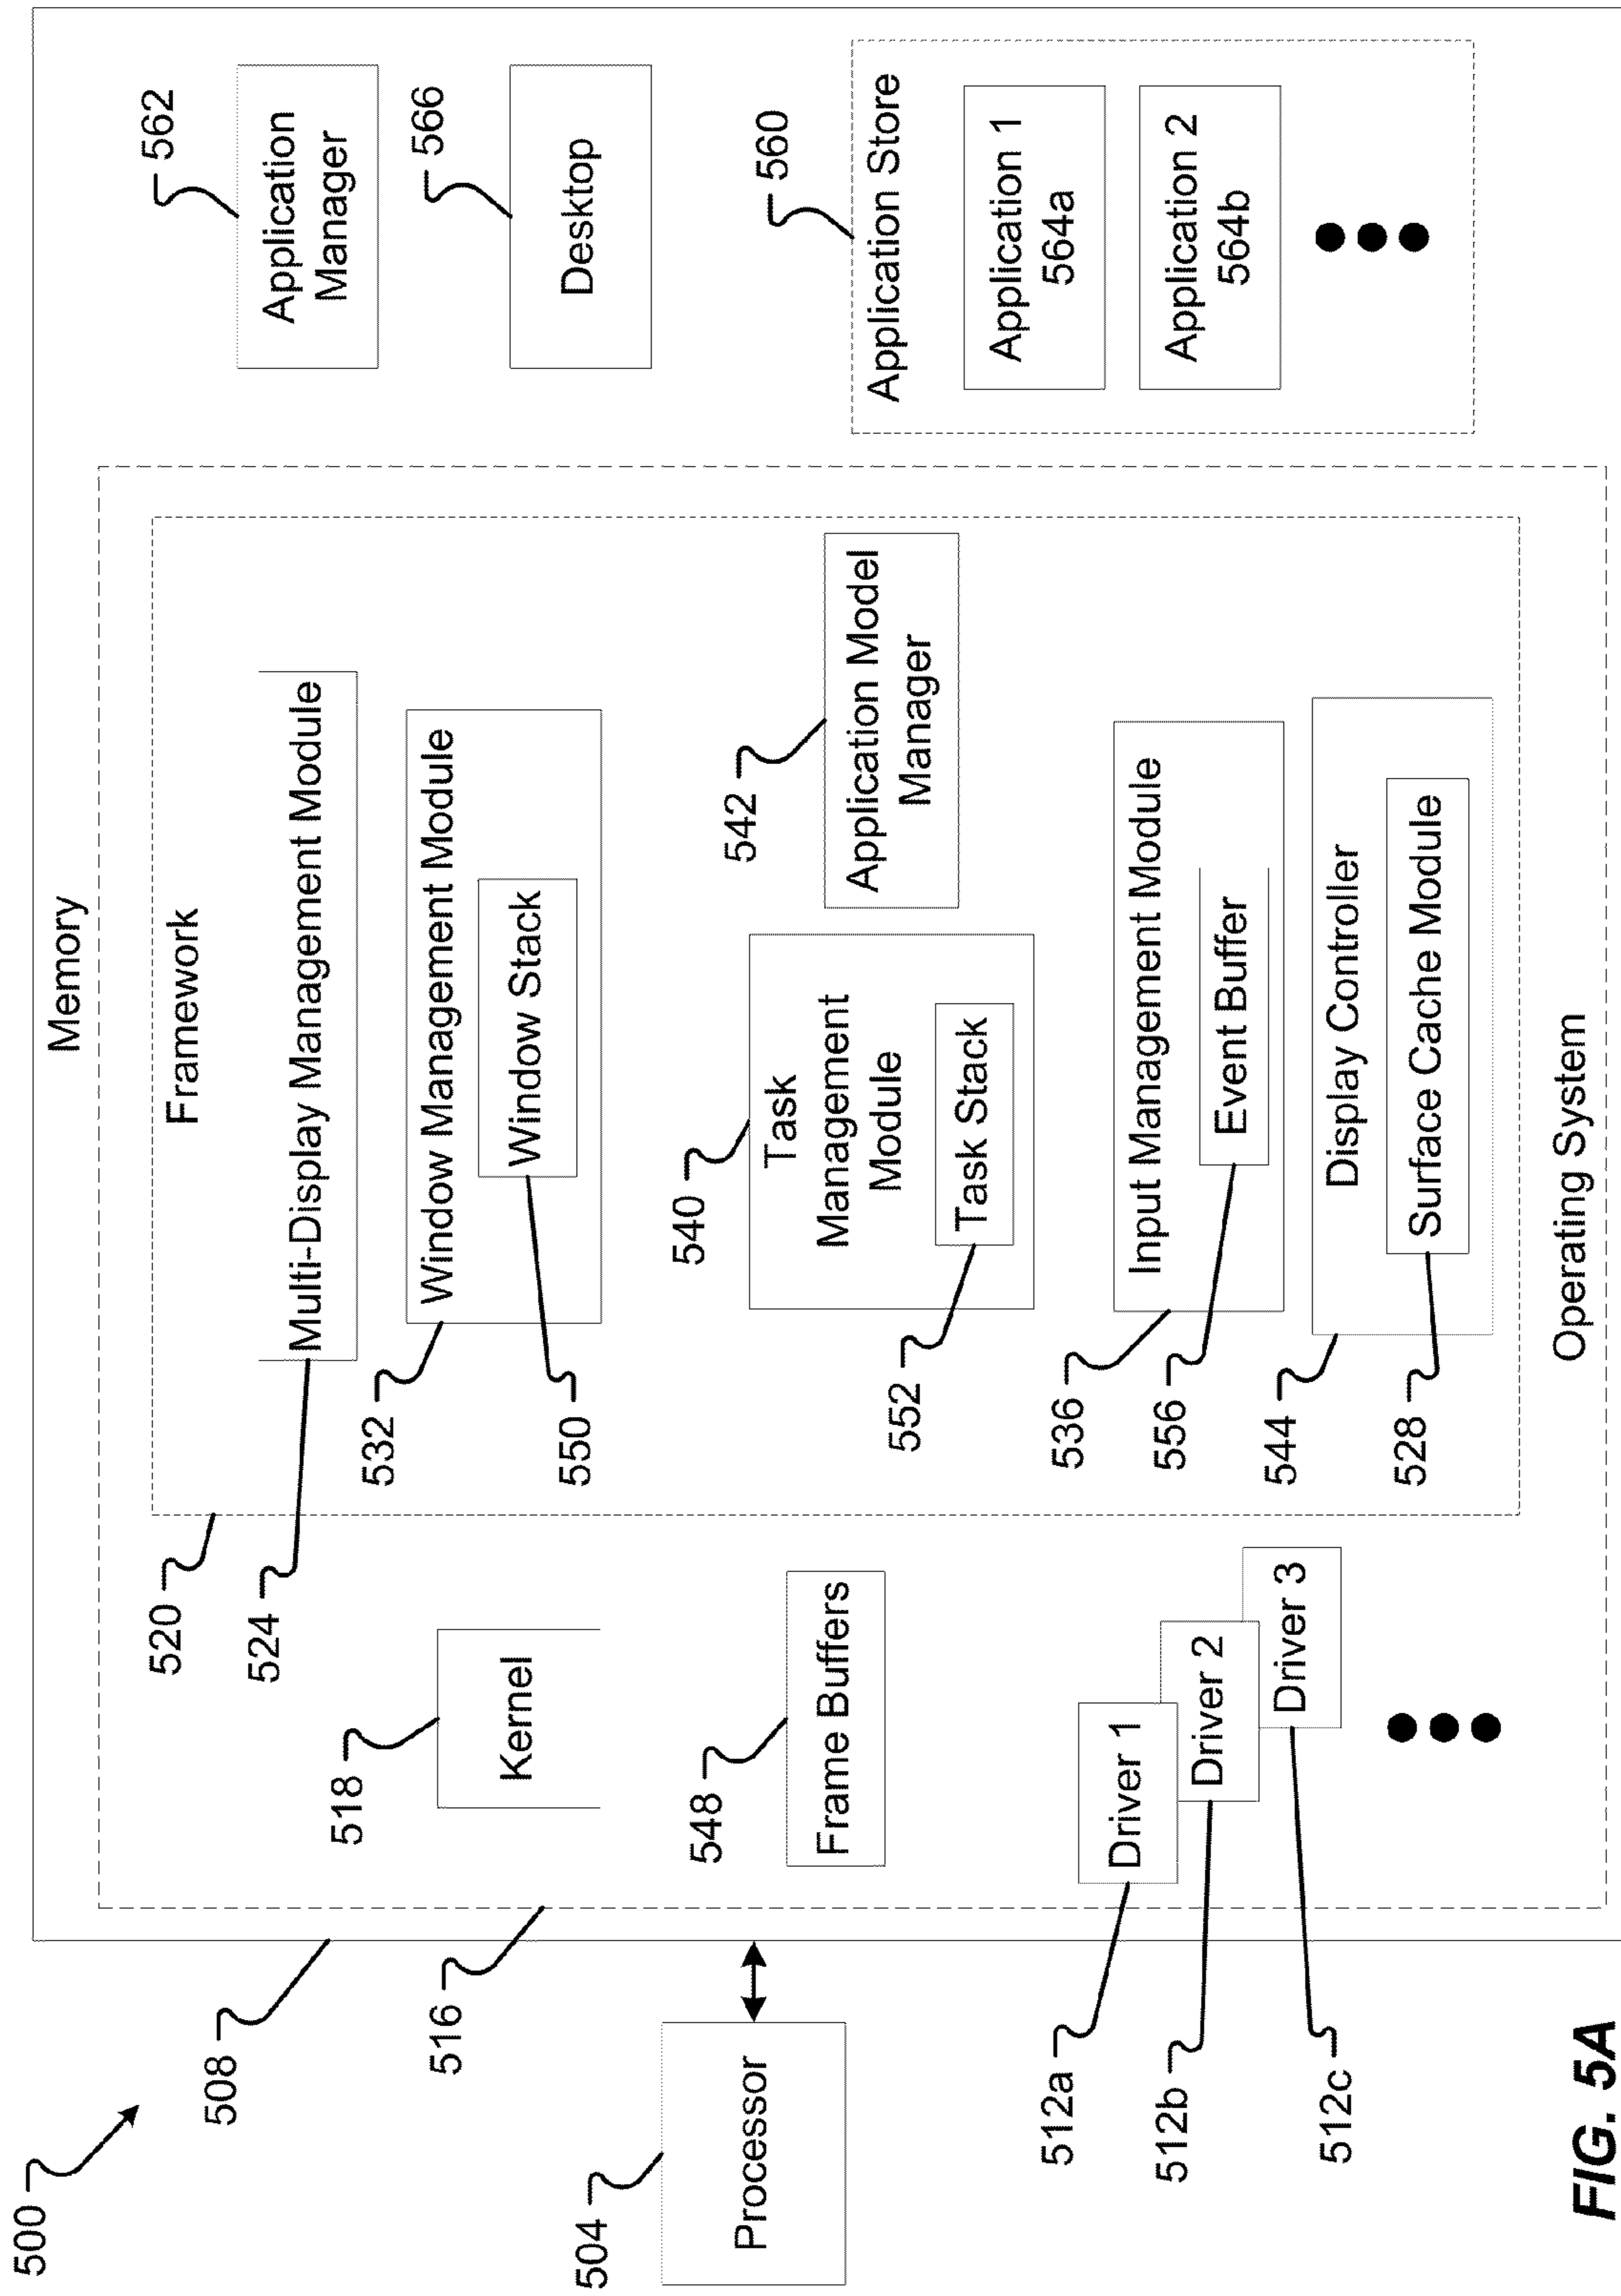 500
508
Memory
516
Operating System
504
Processor
518
Kernel
548
Frame Buffers
512a
Driver 1
512b
Driver 2
512c
Driver 3
520
Framework
524
Multi-Display Management Module
532
Window Management Module
550
Window Stack
540
Task
Management
Module
552
Task Stack
542
Application Model
Manager
536
Input Management Module
556
Event Buffer
544
Display Controller
528
Surface Cache Module
562
Application
Manager
566
Desktop
560
Application Store
Application 1
564a
Application 2
564b
FIG. 5A